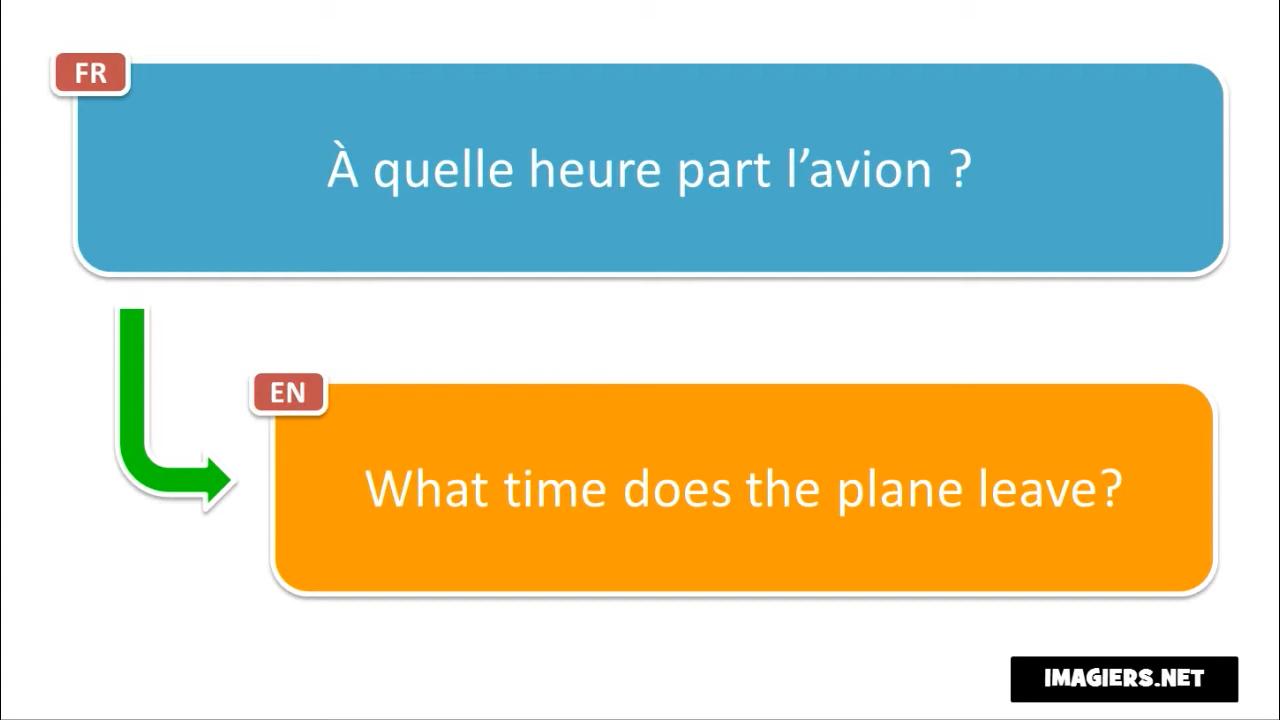 FR
À quelle heure part l’avion ?
EN
What time does the plane leave?
IMAGIERS.NET